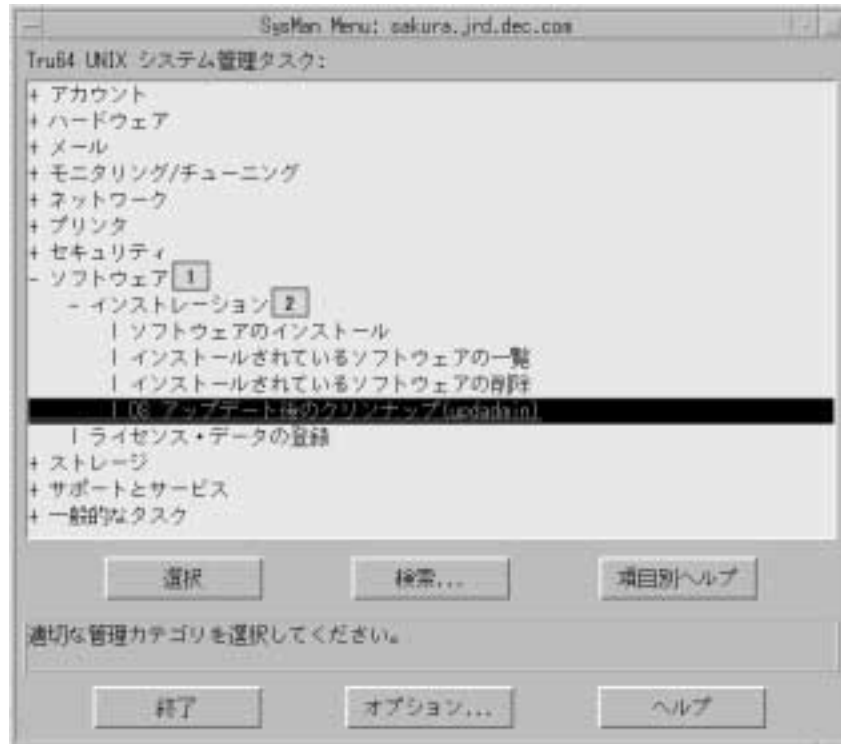 SysMan Menu: sakura.jrd.dec.com
Tru64 UNIX システム管理タスク:
+ アカウント
+ ハードウェア
+ メール
+ モニタリング/チューニング
+ ネットワーク
+ プリンタ
+ セキュリティ
- ソフトウェア 1
- インストレーション 2
| ソフトウェアのインストール
| インストールされているソフトウェアの一覧
| インストールされているソフトウェアの削除
| OS アップデート後のクリンナップ(updadmin)
| ライセンス・データの登録
+ ストレージ
+ サポートとサービス
+ 一般的なタスク
選択
検索...
項目別ヘルプ
適切な管理カテゴリを選択してください。
終了
オプション...
ヘルプ